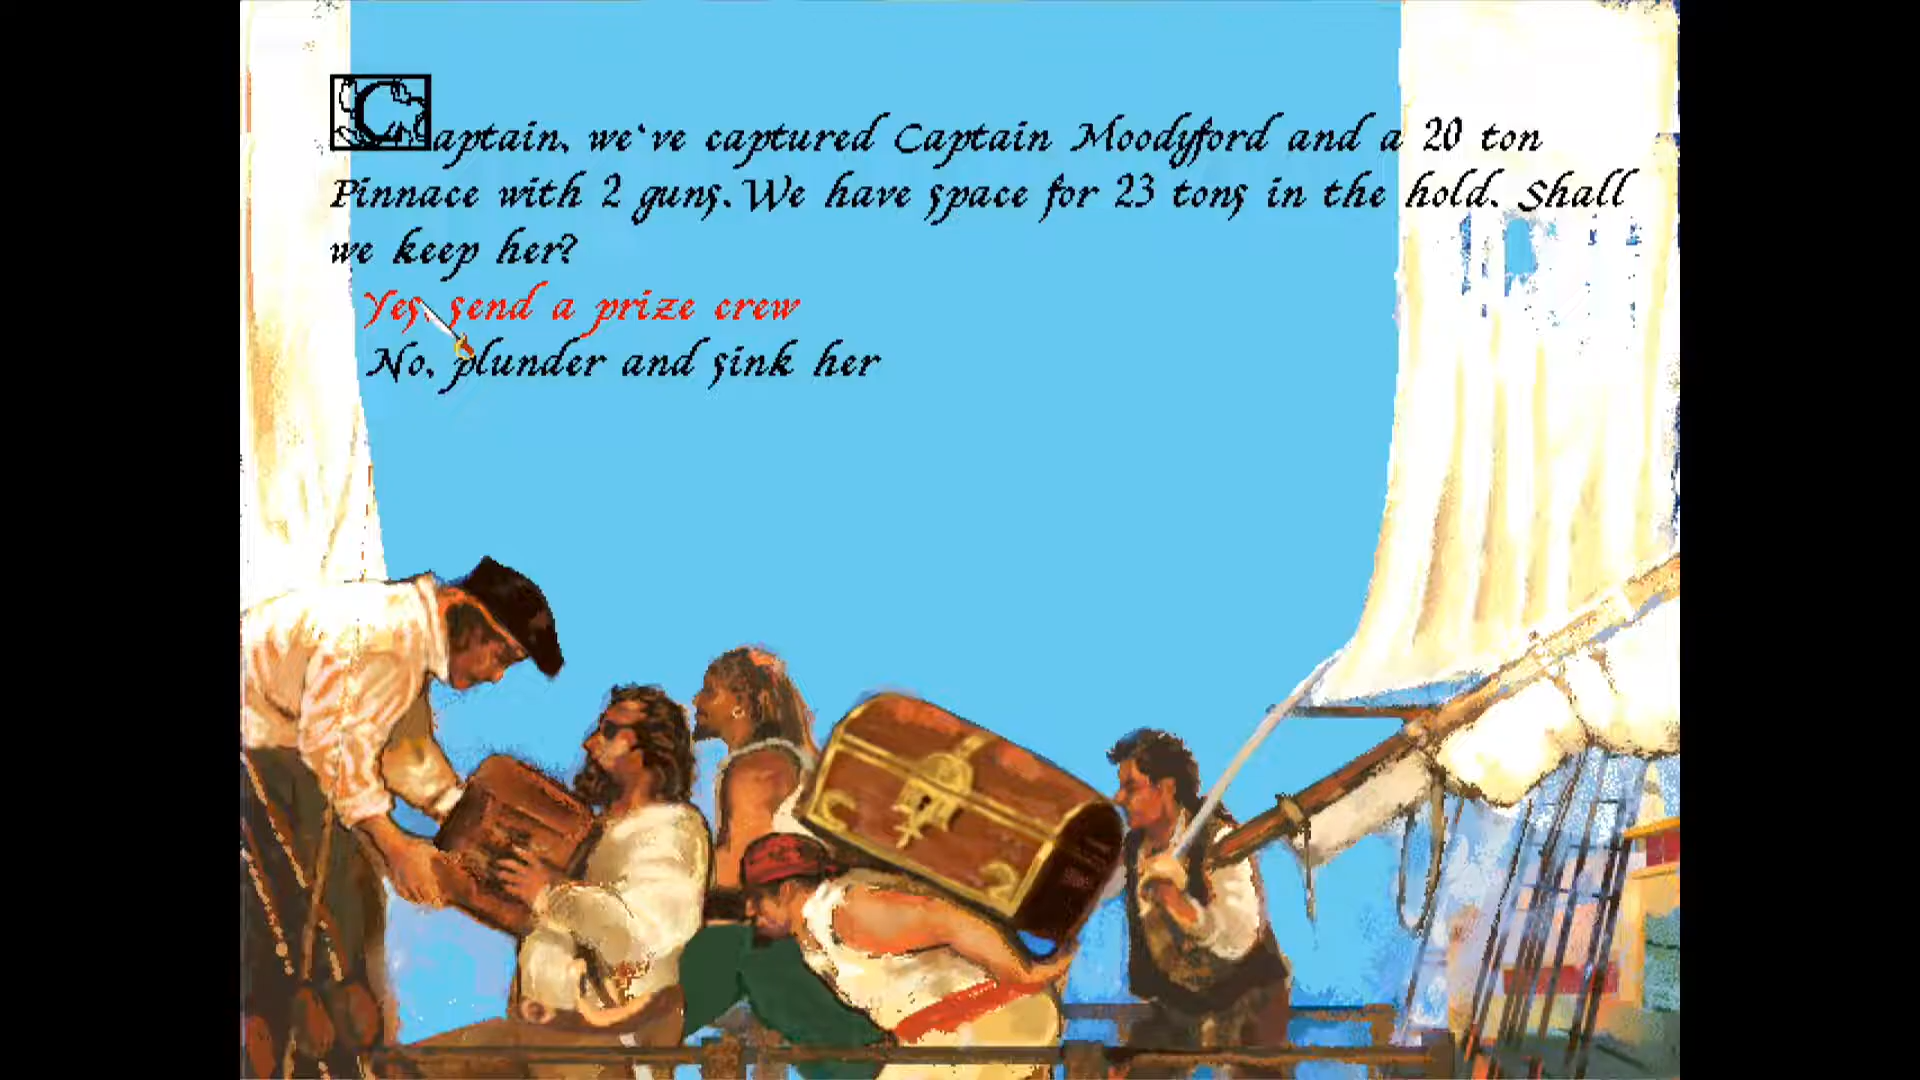 Captain, we've captured Captain Moodyford and a 20 ton
Pinnace with 2 guns. We have space for 23 tons in the hold. Shall
we keep her?
Yes, send a prize crew
No, plunder and sink her